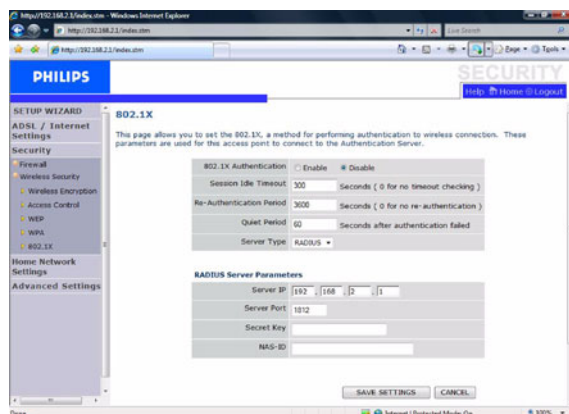 http://192.168.2.1/index.stm - Windows Internet Explorer
http://192.168.2.1/index.stm
Live Search
http://192.168.2.1/index.stm
Page
Tools
PHILIPS
SECURITY
Help Home Logout
SETUP WIZARD
ADSL / Internet Settings
Security
Firewall
Wireless Security
Wireless Encryption
Access Control
WEP
WPA
802.1X
Home Network Settings
Advanced Settings
802.1X
This page allows you to set the 802.1X, a method for performing authentication to wireless connection. These
parameters are used for this access point to connect to the Authentication Server.
802.1X Authentication Enable Disable
Session Idle Timeout 300 Seconds ( 0 for no timeout checking )
Re-Authentication Period 3600 Seconds ( 0 for no re-authentication )
Quiet Period 60 Seconds after authentication failed
Server Type RADIUS
RADIUS Server Parameters
Server IP 192 . 168 . 2 . 1
Server Port 1812
Secret Key
NAS-ID
SAVE SETTINGS CANCEL
Done
Internet | Protected Mode: On
100%